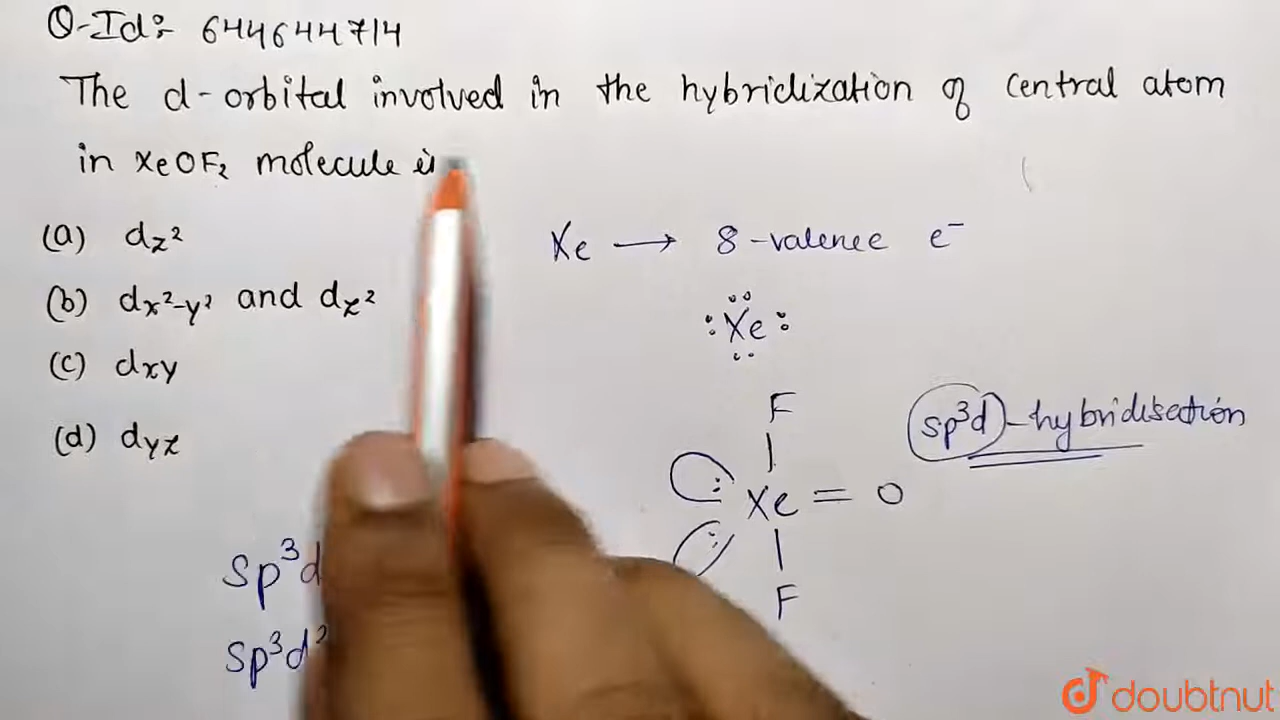 Q-Id:- 644644714
The d-orbital involved in the hybridization of central atom
in XeOF₂ molecule is
(a) dz²
(b) dx²-y² and dz²
(c) dxy
(d) dyz
Xe → 8-valence e⁻
:Xe:
F
|
Xe = O
|
F
sp³d-hybridisation
sp³d
sp³d²
doubtnut